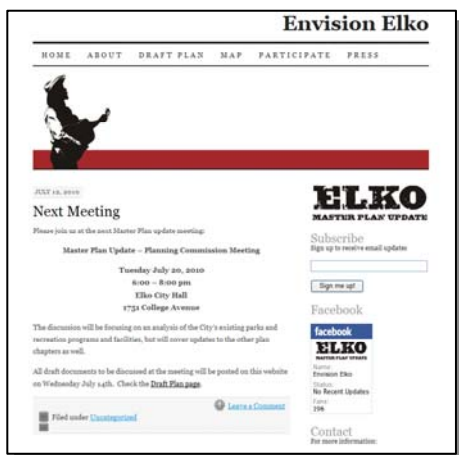 Envision Elko
HOME ABOUT DRAFT PLAN MAP PARTICIPATE PRESS
JULY 12, 2010
Next Meeting
Please join us at the next Master Plan update meeting:
Master Plan Update – Planning Commission Meeting
Tuesday July 20, 2010
6:00 – 8:00 pm
Elko City Hall
1751 College Avenue
The discussion will be focusing on an analysis of the City's existing parks and
recreation programs and facilities, but will cover updates to the other plan
chapters as well.
All draft documents to be discussed at the meeting will be posted on this website
on Wednesday July 14th. Check the Draft Plan page.
Leave a Comment
Filed under Uncategorized
ELKO
MASTER PLAN UPDATE
Subscribe
Sign up to receive email updates
Sign me up!
Facebook
facebook
ELKO
MASTER PLAN UPDATE
Name:
Envision Elko
Status:
No Recent Updates
Fans:
196
Contact
For more information: